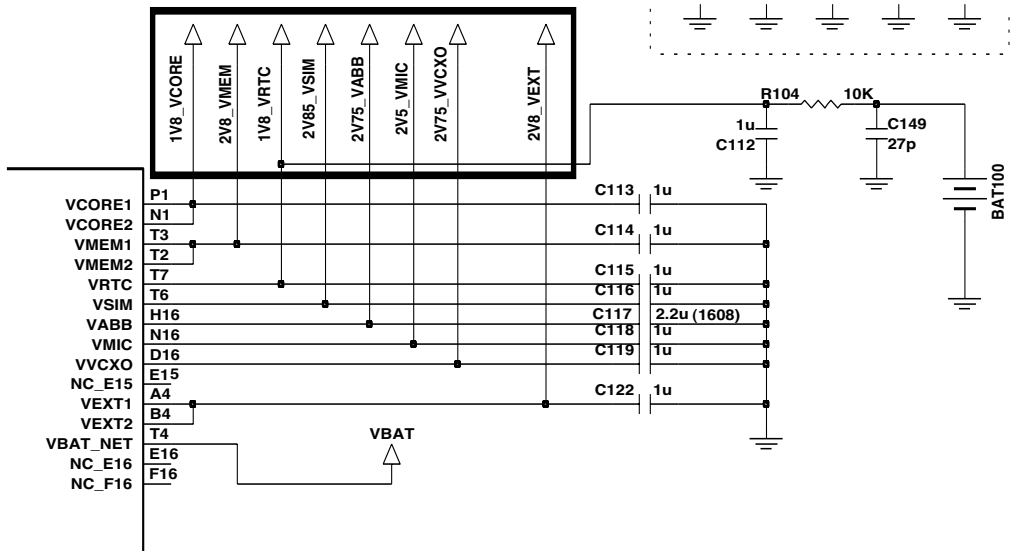 1V8_VCORE
2V8_VMEM
1V8_VRTC
2V85_VSIM
2V75_VABB
2V5_VMIC
2V75_VVCXO
2V8_VEXT
R104 10K
1u
C112
C149
27p
BAT100
VCORE1 P1 C113 1u
VCORE2 N1
VMEM1 T3 C114 1u
VMEM2 T2
VRTC T7 C115 1u
VSIM T6 C116 1u
VABB H16 C117 2.2u (1608)
VMIC N16 C118 1u
VVCXO D16 C119 1u
NC_E15 E15
VEXT1 A4 C122 1u
VEXT2 B4
VBAT_NET T4 VBAT
NC_E16 E16
NC_F16 F16